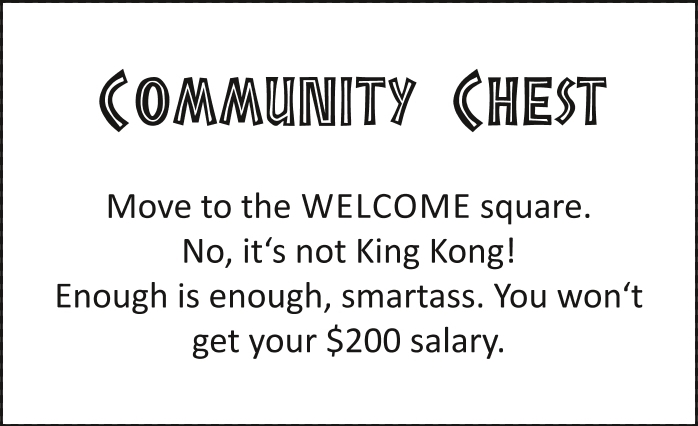 COMMUNITY CHEST
Move to the WELCOME square.
No, it‘s not King Kong!
Enough is enough, smartass. You won‘t
get your $200 salary.